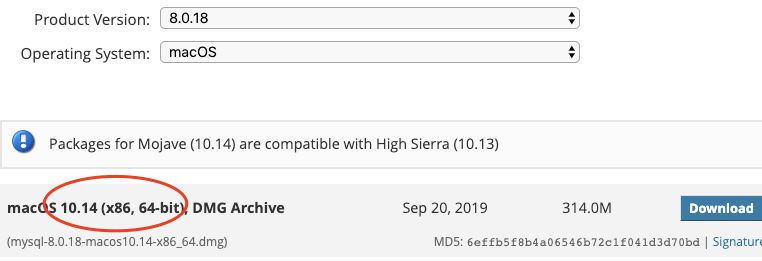 Product Version: 8.0.18
Operating System: macOS
Packages for Mojave (10.14) are compatible with High Sierra (10.13)
macOS 10.14 (x86, 64-bit), DMG Archive Sep 20, 2019 314.0M Download
(mysql-8.0.18-macos10.14-x86_64.dmg) MD5: 6effb5f8b4a06546b72c1f041d3d70bd | Signature